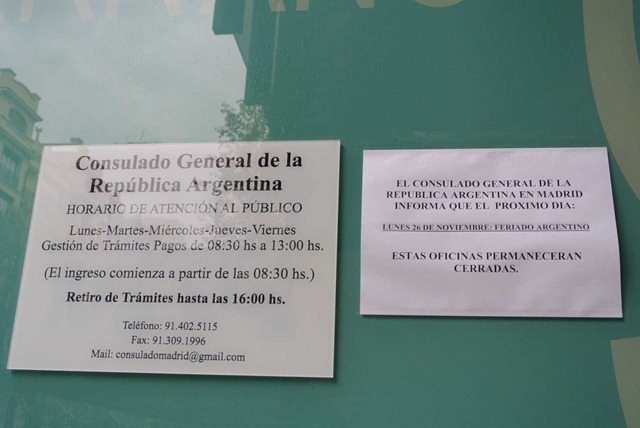 Consulado General de la
República Argentina
HORARIO DE ATENCIÓN AL PÚBLICO
Lunes-Martes-Miércoles-Jueves-Viernes
Gestión de Trámites Pagos de 08:30 hs a 13:00 hs.
(El ingreso comienza a partir de las 08:30 hs.)
Retiro de Trámites hasta las 16:00 hs.
Teléfono: 91.402.5115
Fax: 91.309.1996
Mail: consuladomadrid@gmail.com
EL CONSULADO GENERAL DE LA
REPUBLICA ARGENTINA EN MADRID
INFORMA QUE EL PROXIMO DIA:
LUNES 26 DE NOVIEMBRE: FERIADO ARGENTINO
ESTAS OFICINAS PERMANECERAN
CERRADAS.